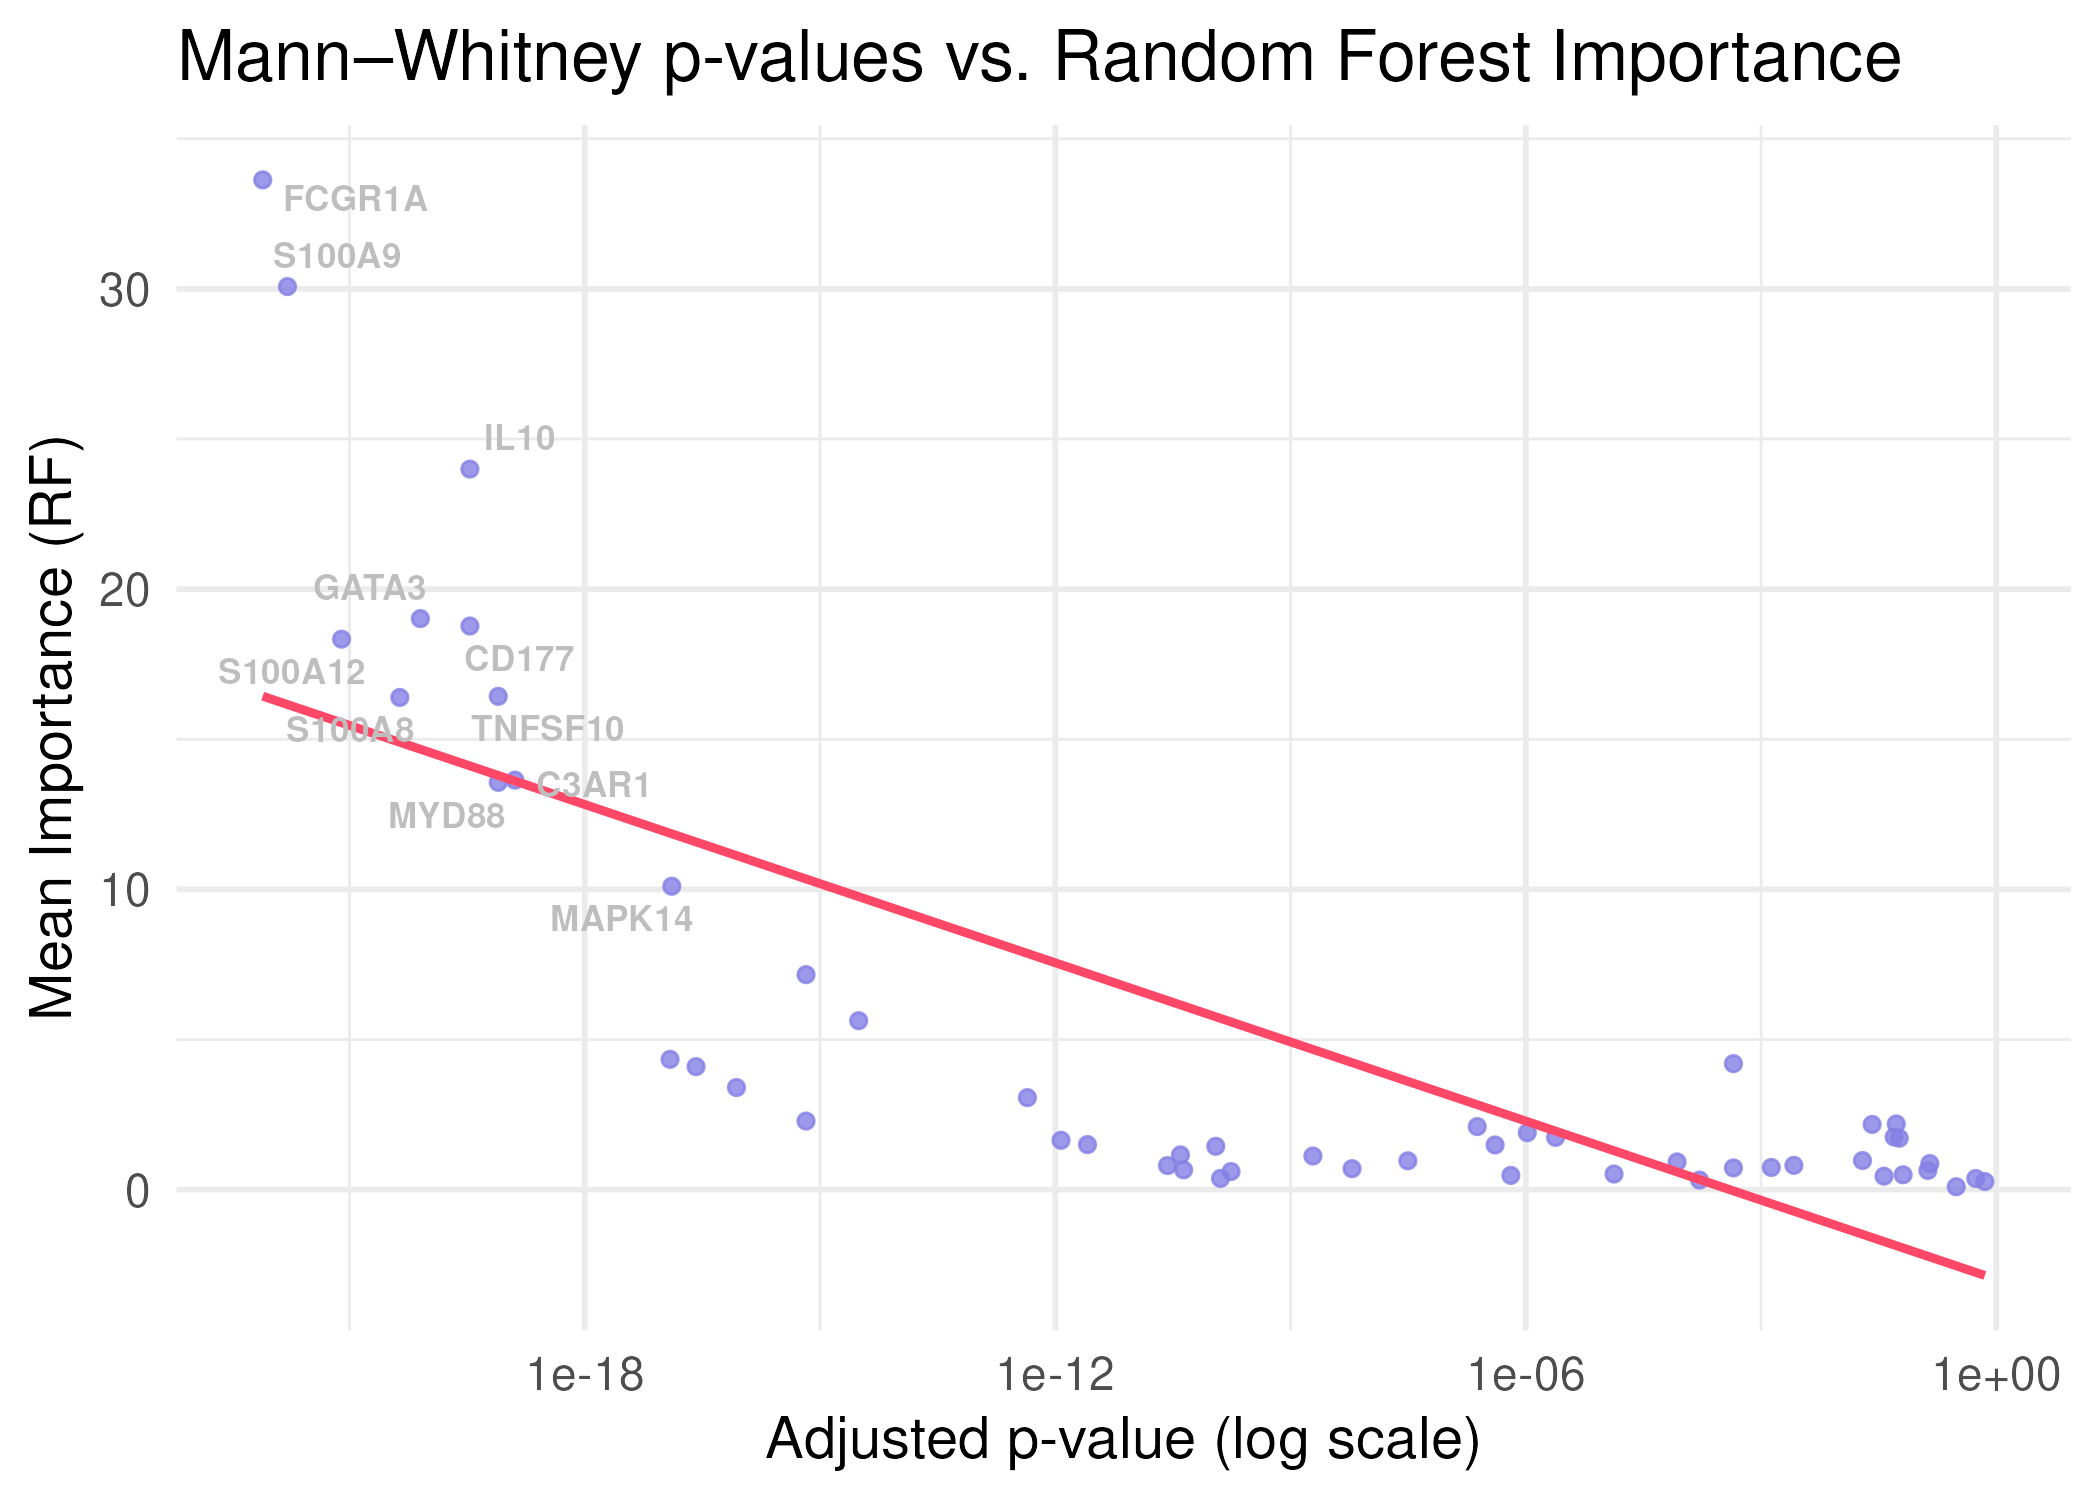 Mann–Whitney p-values vs. Random Forest Importance
FCGR1A
S100A9
30
IL10
GATA3
20
CD177
S100A12
S100A8
TNFSF10
C3AR1
MYD88
10
MAPK14
0
Mean Importance (RF)
1e-18
1e-12
1e-06
1e+00
Adjusted p-value (log scale)